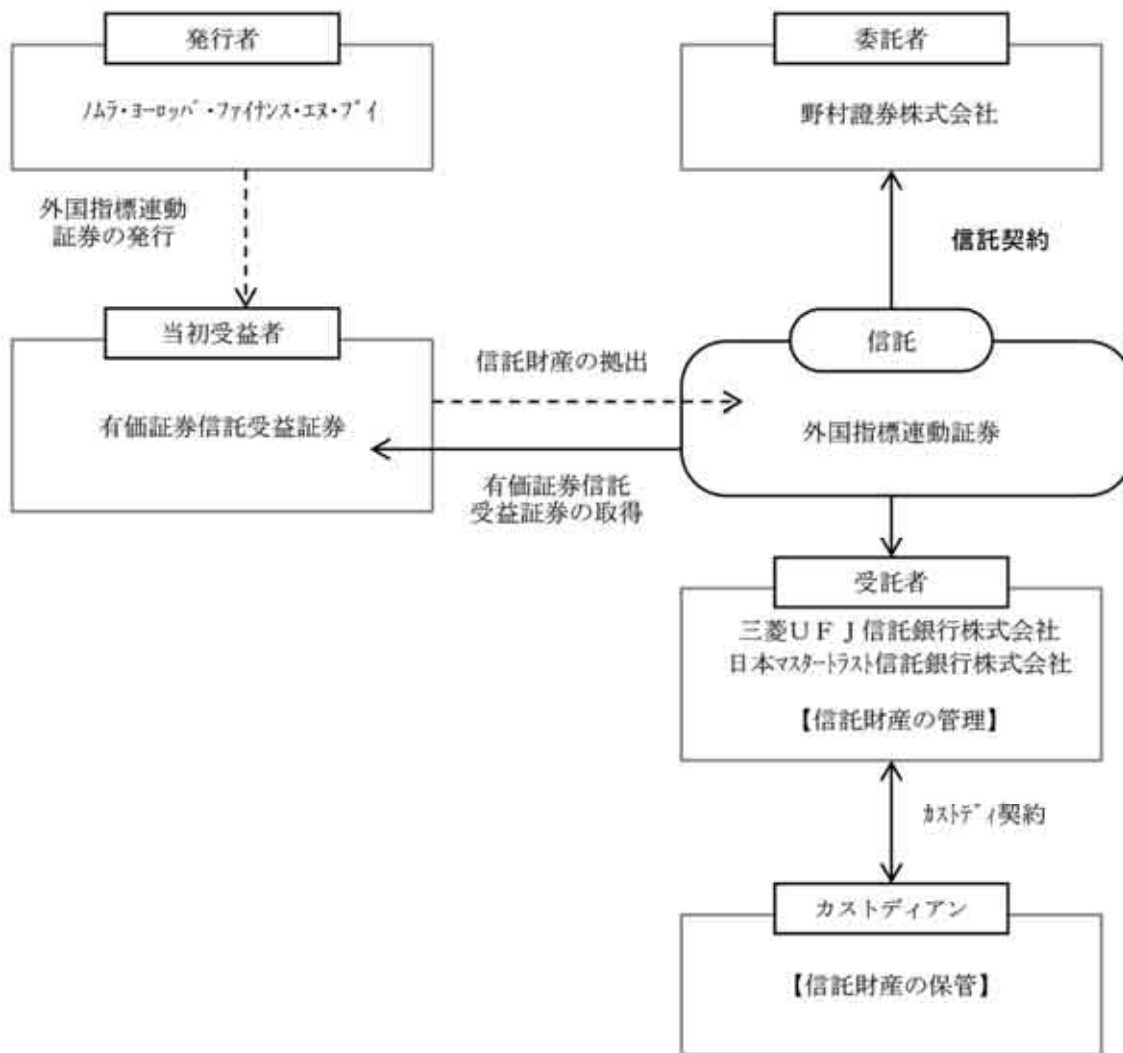 発行者
ﾉﾑﾗ・ﾖｰﾛｯﾊﾟ・ﾌｧｲﾅﾝｽ・ｴﾇ・ﾌﾞｲ
委託者
野村證券株式会社
外国指標連動
証券の発行
信託契約
当初受益者
有価証券信託受益証券
信託財産の拠出
信託
外国指標連動証券
有価証券信託
受益証券の取得
受託者
三菱ＵＦＪ信託銀行株式会社
日本ﾏｽﾀｰﾄﾗｽﾄ信託銀行株式会社
【信託財産の管理】
ｶｽﾄﾃﾞｨ契約
カストディアン
【信託財産の保管】